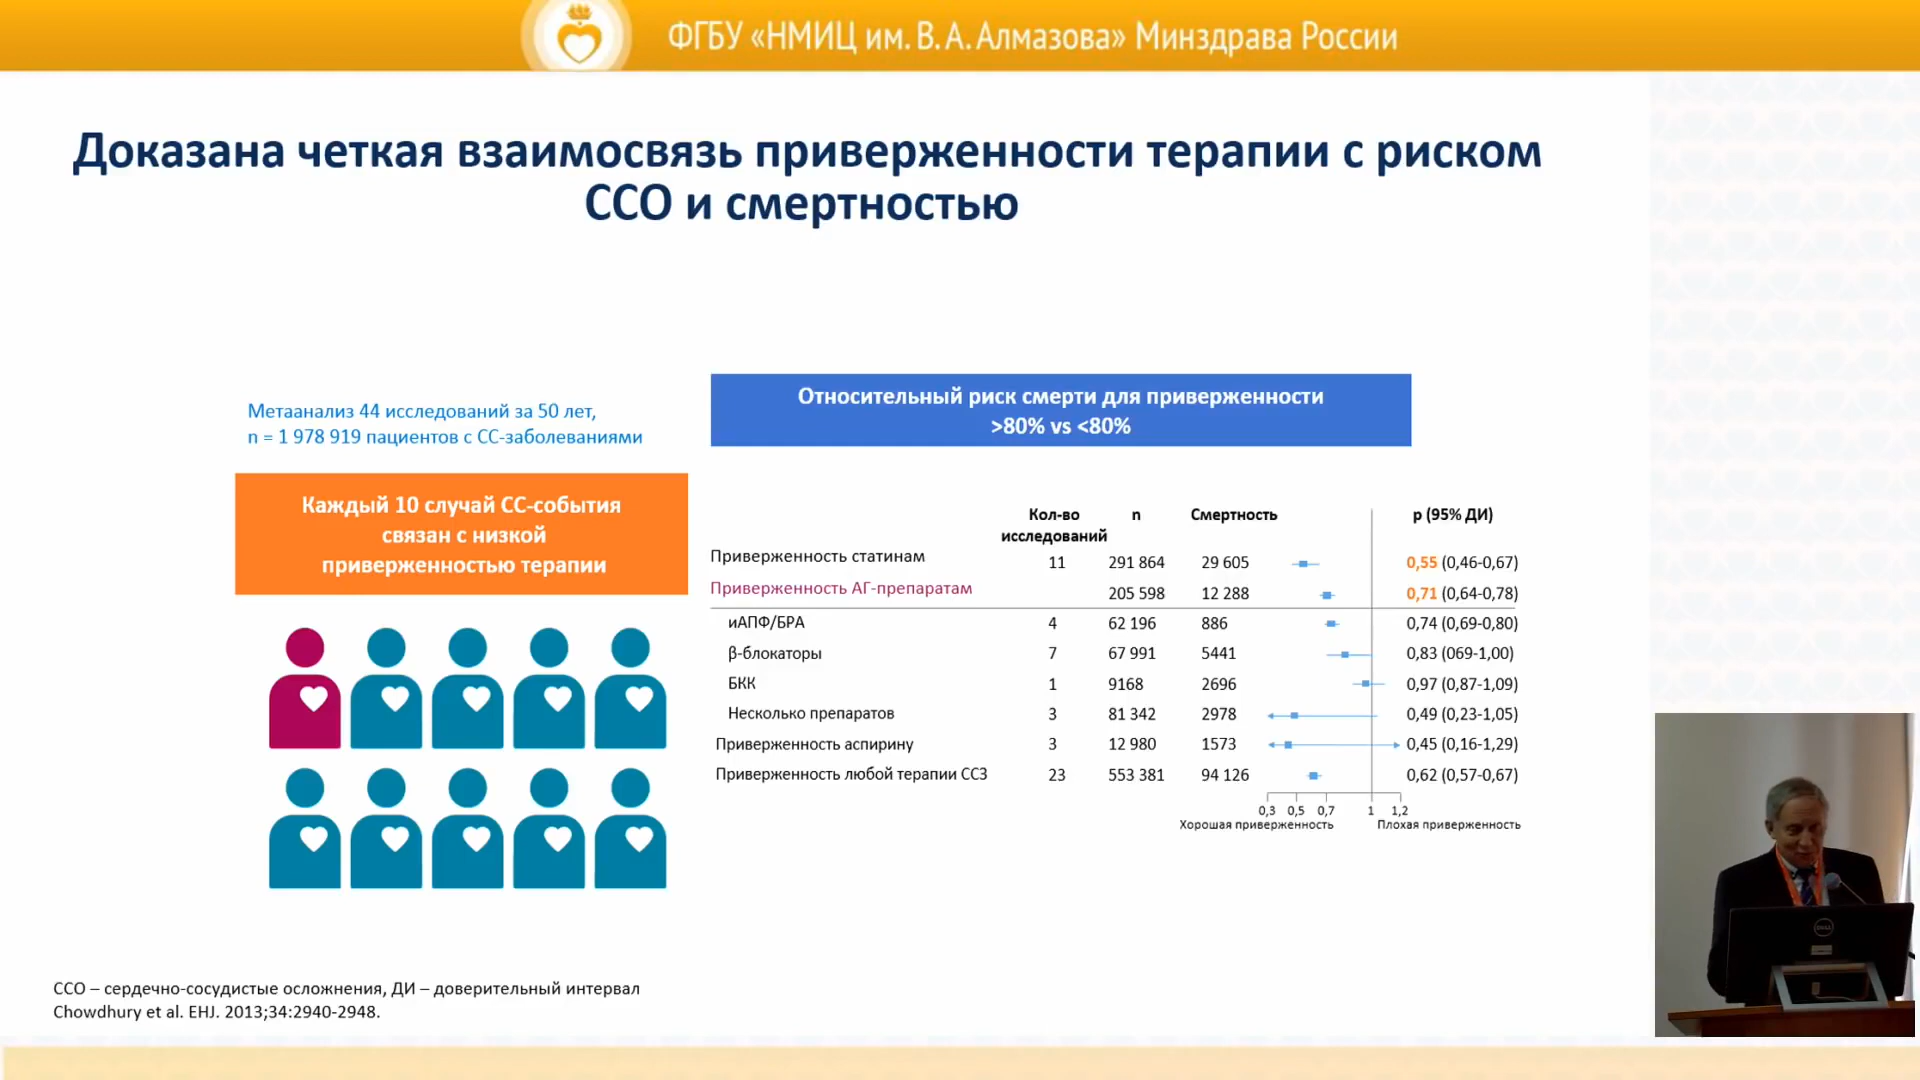 ФГБУ «НМИЦ им. В. А. Алмазова» Минздрава России
Доказана четкая взаимосвязь приверженности терапии с риском
ССО и смертностью
Метаанализ 44 исследований за 50 лет,
n = 1 978 919 пациентов с СС-заболеваниями
Каждый 10 случай СС-события
связан с низкой
приверженностью терапии
Относительный риск смерти для приверженности
>80% vs <80%
Кол-во исследований n Смертность р (95% ДИ)
Приверженность статинам 11 291 864 29 605 0,55 (0,46-0,67)
Приверженность АГ-препаратам 205 598 12 288 0,71 (0,64-0,78)
иАПФ/БРА 4 62 196 886 0,74 (0,69-0,80)
β-блокаторы 7 67 991 5441 0,83 (069-1,00)
БКК 1 9168 2696 0,97 (0,87-1,09)
Несколько препаратов 3 81 342 2978 0,49 (0,23-1,05)
Приверженность аспирину 3 12 980 1573 0,45 (0,16-1,29)
Приверженность любой терапии ССЗ 23 553 381 94 126 0,62 (0,57-0,67)
0,3 0,5 0,7 1 1,2
Хорошая приверженность Плохая приверженность
ССО – сердечно-сосудистые осложнения, ДИ – доверительный интервал
Chowdhury et al. EHJ. 2013;34:2940-2948.
DELL